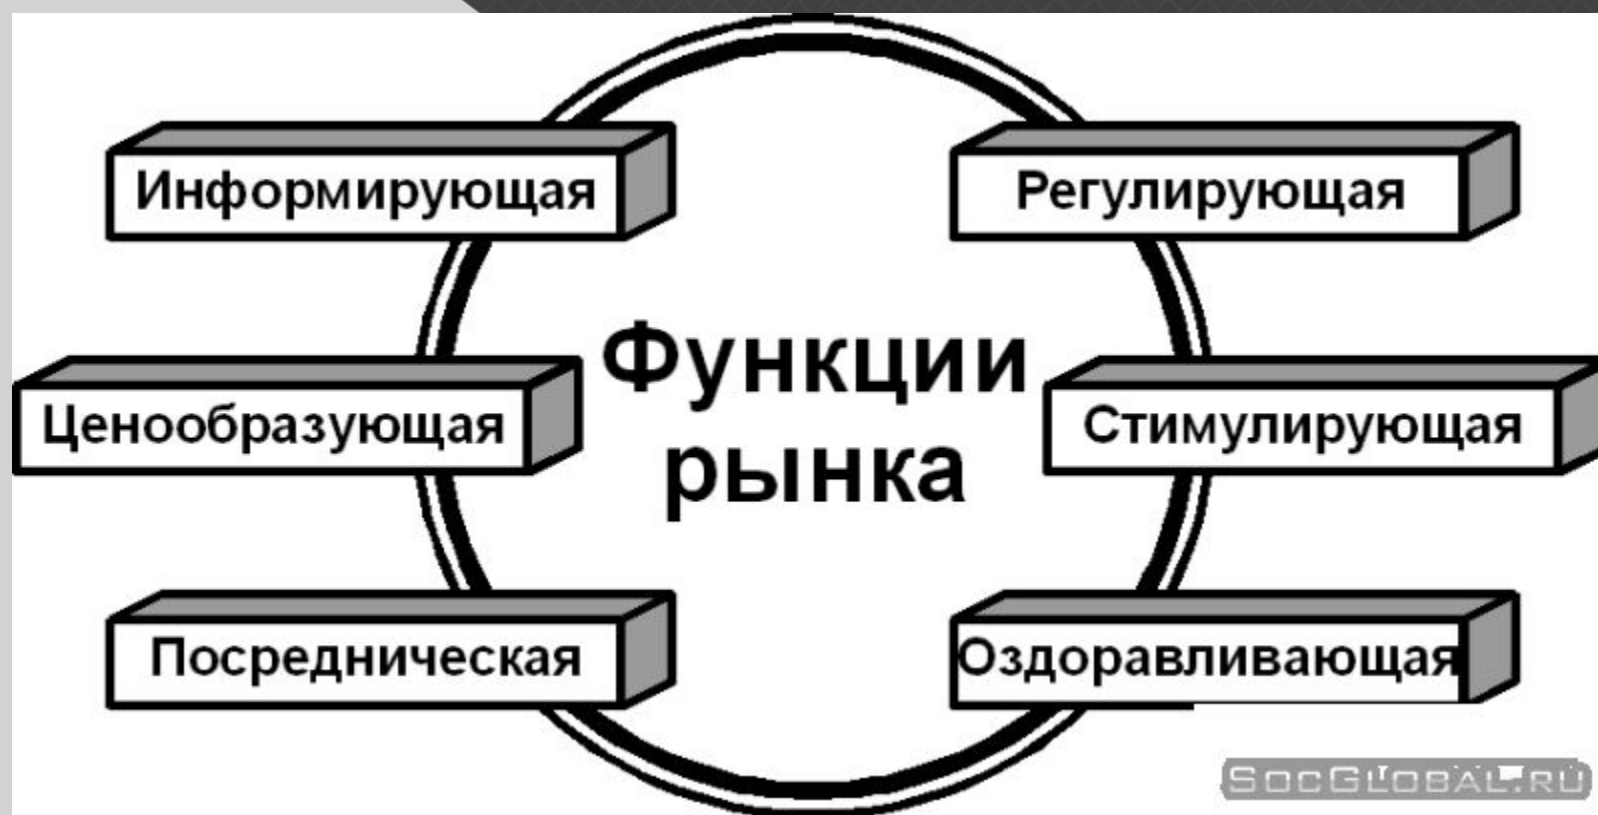 Информирующая
Регулирующая
Функции
рынка
Ценообразующая
Стимулирующая
Посредническая
Оздоравливающая
SOCGLOBAL.RU